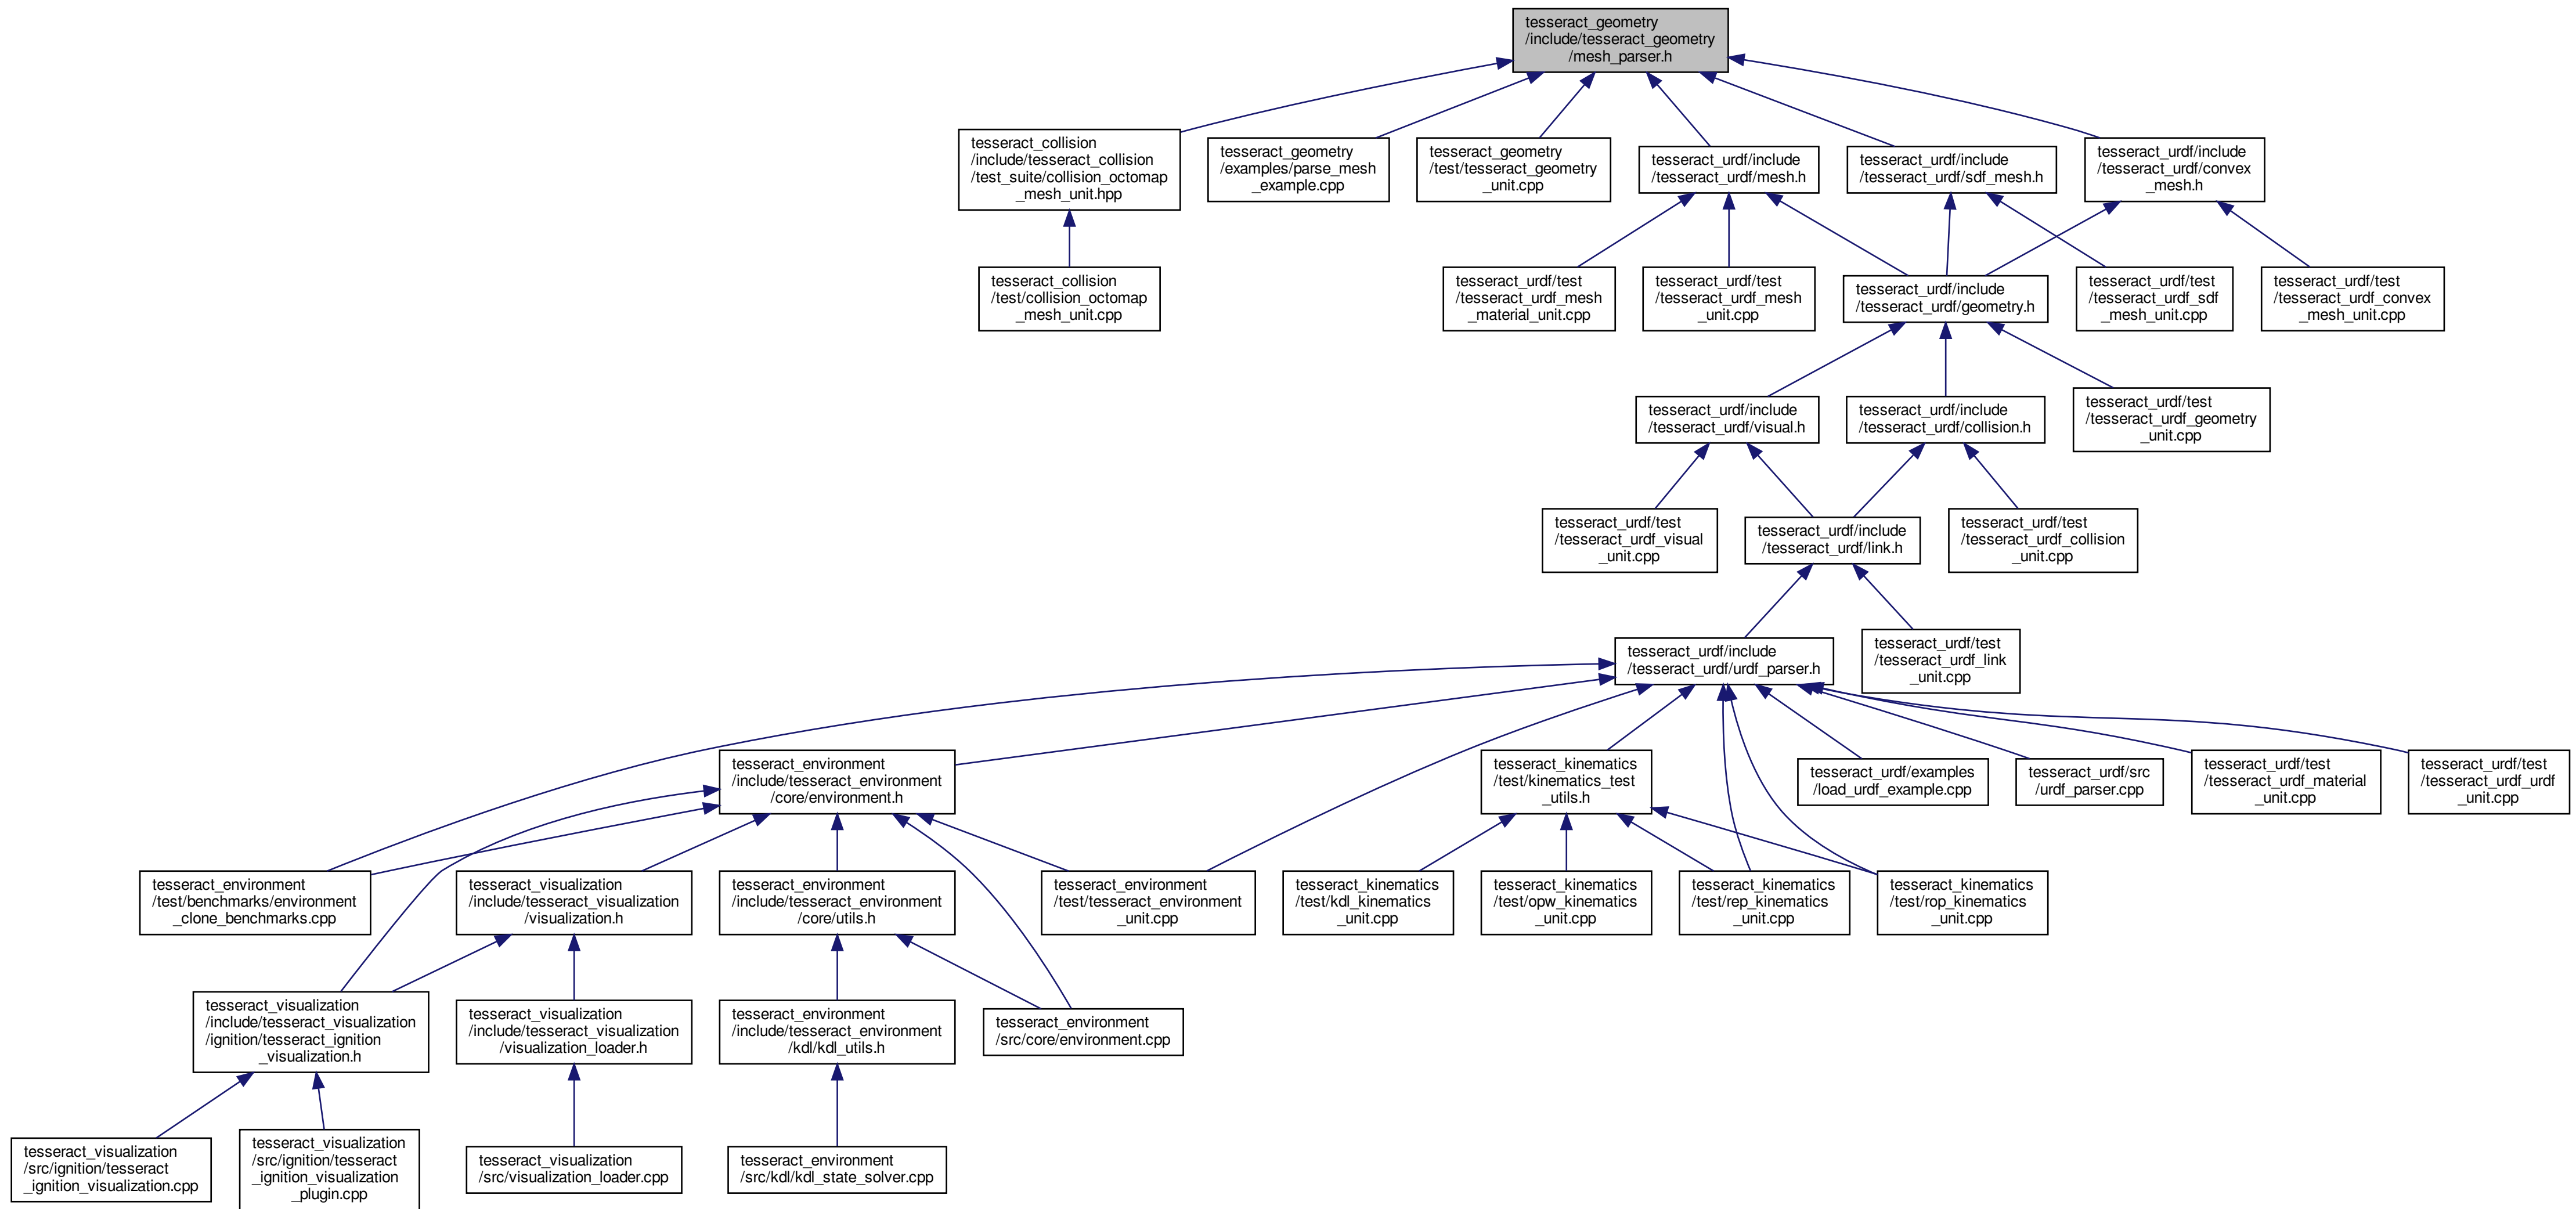 tesseract_geometry
/include/tesseract_geometry
/mesh_parser.h
tesseract_collision
/include/tesseract_collision
/test_suite/collision_octomap
_mesh_unit.hpp
tesseract_geometry
/examples/parse_mesh
_example.cpp
tesseract_geometry
/test/tesseract_geometry
_unit.cpp
tesseract_urdf/include
/tesseract_urdf/mesh.h
tesseract_urdf/include
/tesseract_urdf/sdf_mesh.h
tesseract_urdf/include
/tesseract_urdf/convex
_mesh.h
tesseract_collision
/test/collision_octomap
_mesh_unit.cpp
tesseract_urdf/test
/tesseract_urdf_mesh
_material_unit.cpp
tesseract_urdf/test
/tesseract_urdf_mesh
_unit.cpp
tesseract_urdf/include
/tesseract_urdf/geometry.h
tesseract_urdf/test
/tesseract_urdf_sdf
_mesh_unit.cpp
tesseract_urdf/test
/tesseract_urdf_convex
_mesh_unit.cpp
tesseract_urdf/include
/tesseract_urdf/visual.h
tesseract_urdf/include
/tesseract_urdf/collision.h
tesseract_urdf/test
/tesseract_urdf_geometry
_unit.cpp
tesseract_urdf/test
/tesseract_urdf_visual
_unit.cpp
tesseract_urdf/include
/tesseract_urdf/link.h
tesseract_urdf/test
/tesseract_urdf_collision
_unit.cpp
tesseract_urdf/include
/tesseract_urdf/urdf_parser.h
tesseract_urdf/test
/tesseract_urdf_link
_unit.cpp
tesseract_environment
/include/tesseract_environment
/core/environment.h
tesseract_kinematics
/test/kinematics_test
_utils.h
tesseract_urdf/examples
/load_urdf_example.cpp
tesseract_urdf/src
/urdf_parser.cpp
tesseract_urdf/test
/tesseract_urdf_material
_unit.cpp
tesseract_urdf/test
/tesseract_urdf_urdf
_unit.cpp
tesseract_environment
/test/benchmarks/environment
_clone_benchmarks.cpp
tesseract_visualization
/include/tesseract_visualization
/visualization.h
tesseract_environment
/include/tesseract_environment
/core/utils.h
tesseract_environment
/test/tesseract_environment
_unit.cpp
tesseract_kinematics
/test/kdl_kinematics
_unit.cpp
tesseract_kinematics
/test/opw_kinematics
_unit.cpp
tesseract_kinematics
/test/rep_kinematics
_unit.cpp
tesseract_kinematics
/test/rop_kinematics
_unit.cpp
tesseract_visualization
/include/tesseract_visualization
/ignition/tesseract_ignition
_visualization.h
tesseract_visualization
/include/tesseract_visualization
/visualization_loader.h
tesseract_environment
/include/tesseract_environment
/kdl/kdl_utils.h
tesseract_environment
/src/core/environment.cpp
tesseract_visualization
/src/ignition/tesseract
_ignition_visualization.cpp
tesseract_visualization
/src/ignition/tesseract
_ignition_visualization
_plugin.cpp
tesseract_visualization
/src/visualization_loader.cpp
tesseract_environment
/src/kdl/kdl_state_solver.cpp